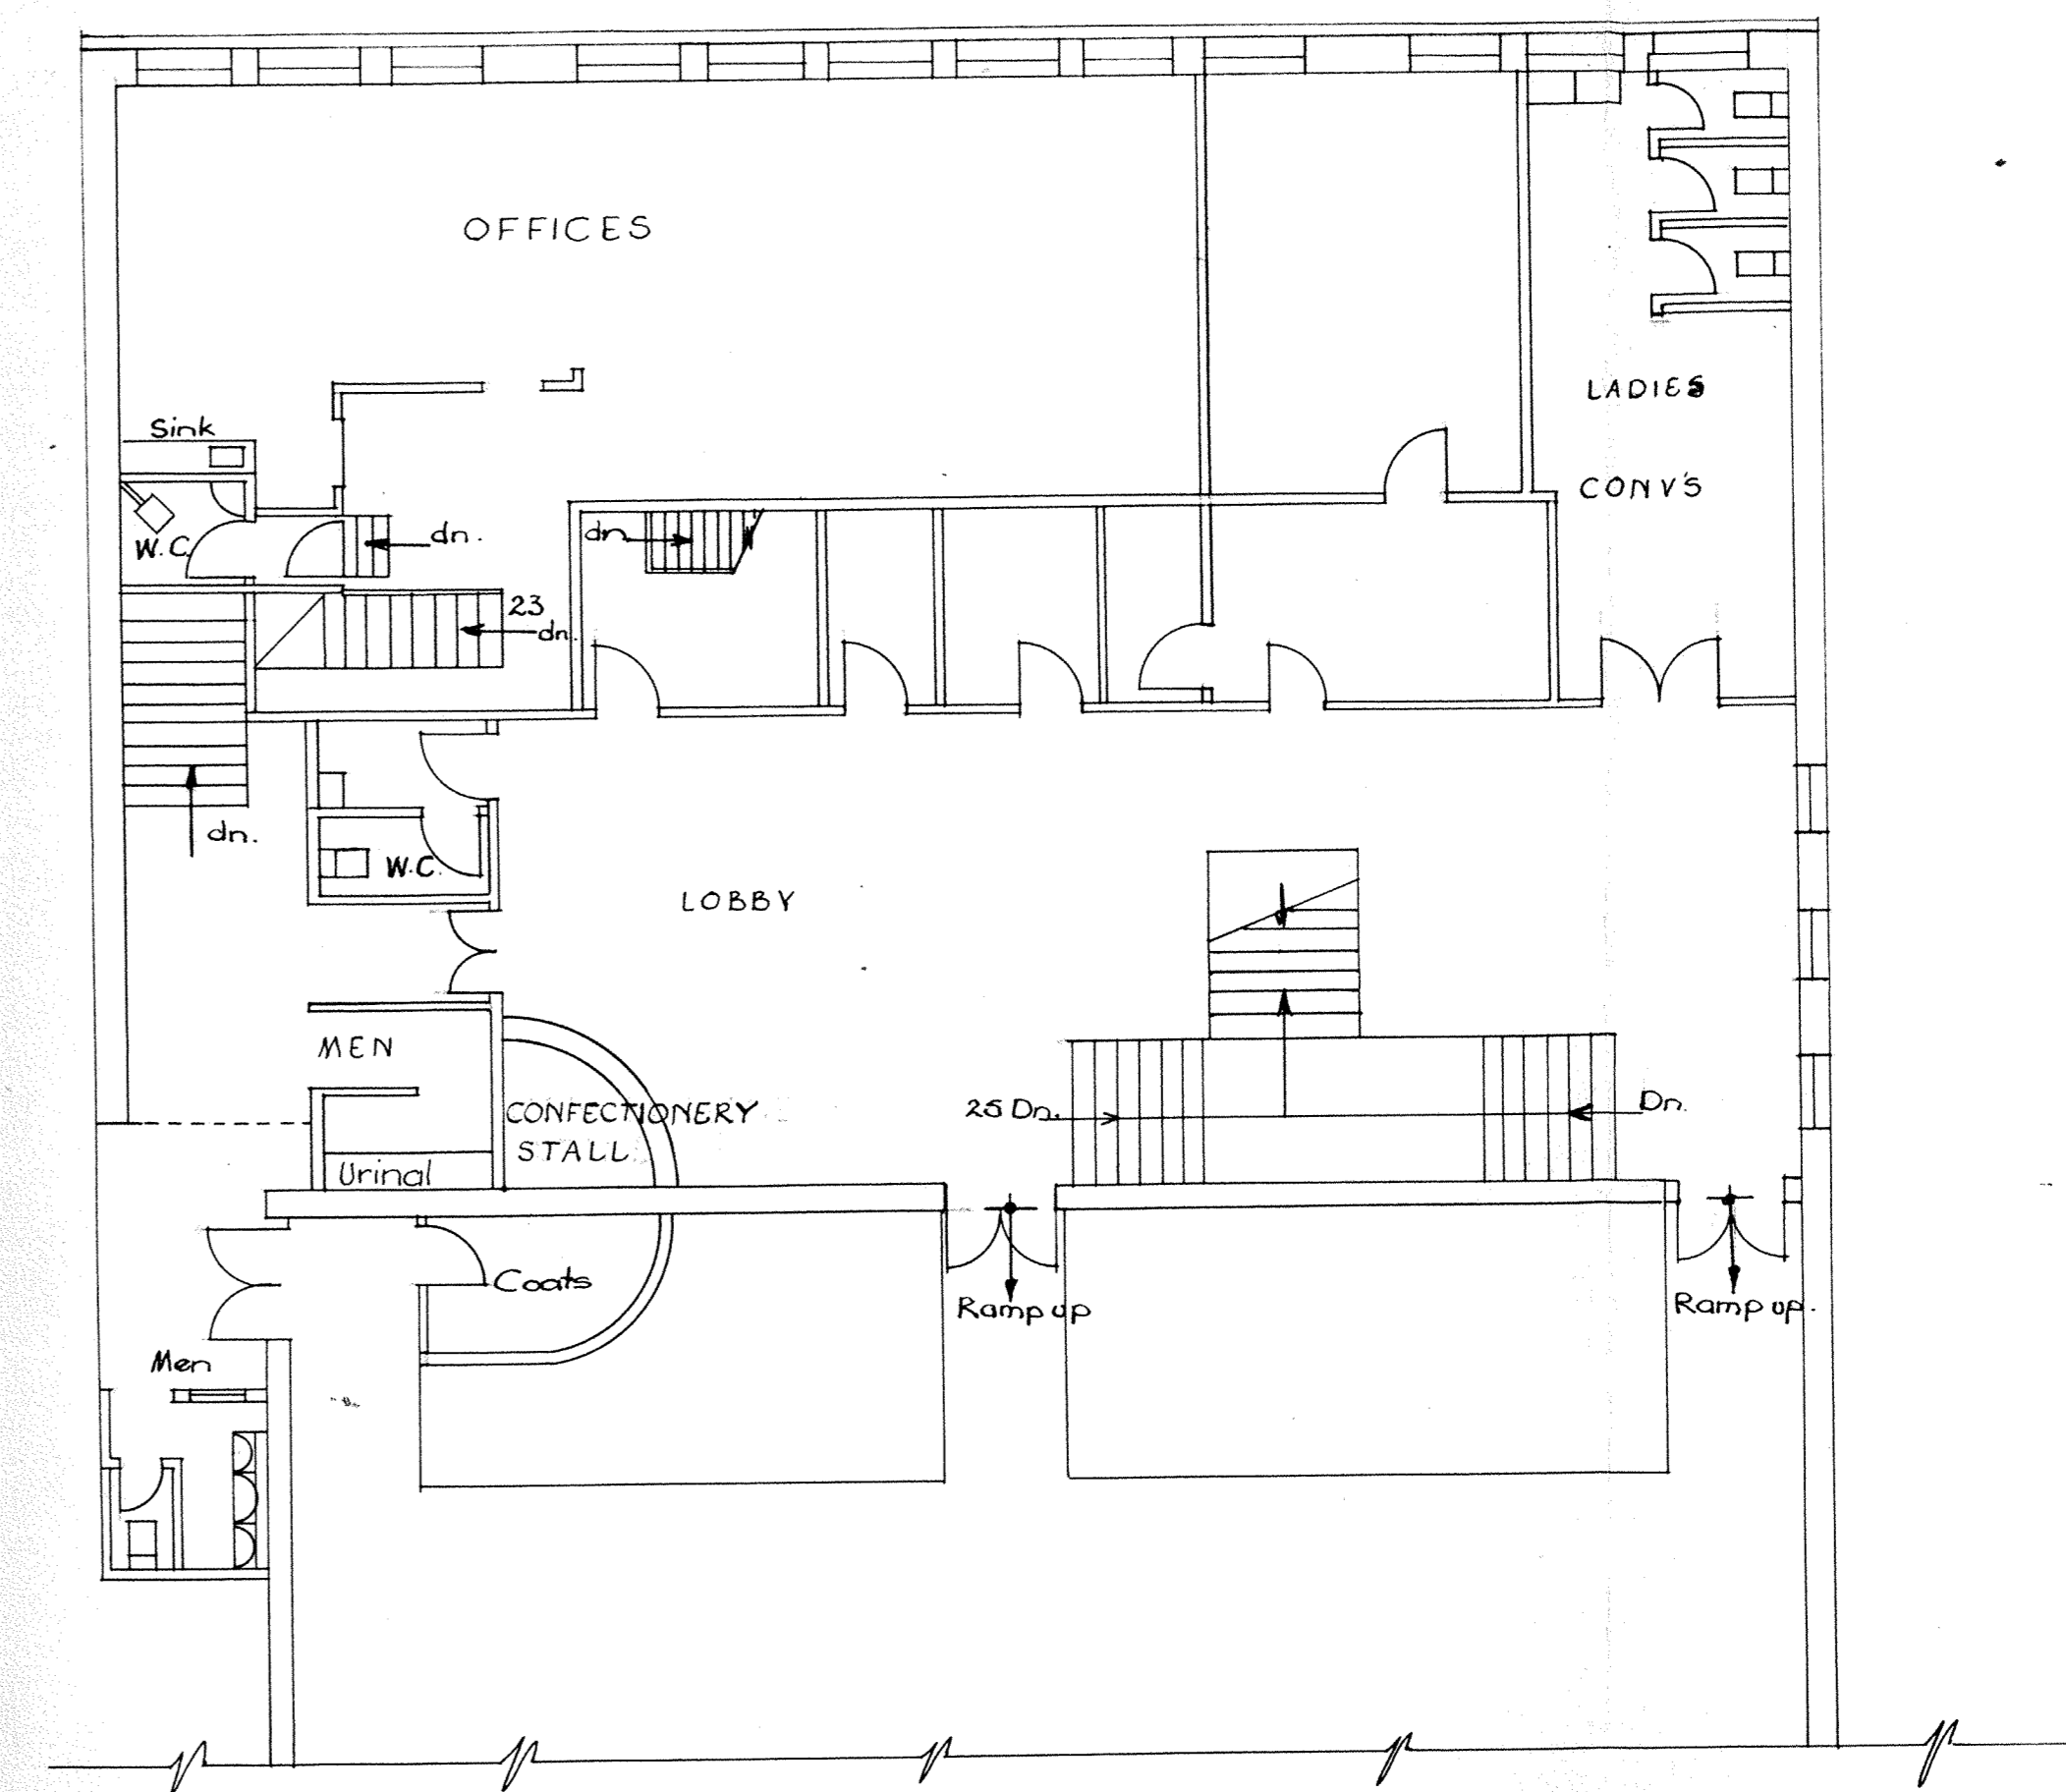 OFFICES
LADIES
CONV'S
Sink
W.C.
dn.
dn.
23
dn.
dn.
W.C.
LOBBY
MEN
CONFECTIONERY
STALL
Urinal
25 Dn.
Dn.
Coats
Ramp up
Ramp up.
Men